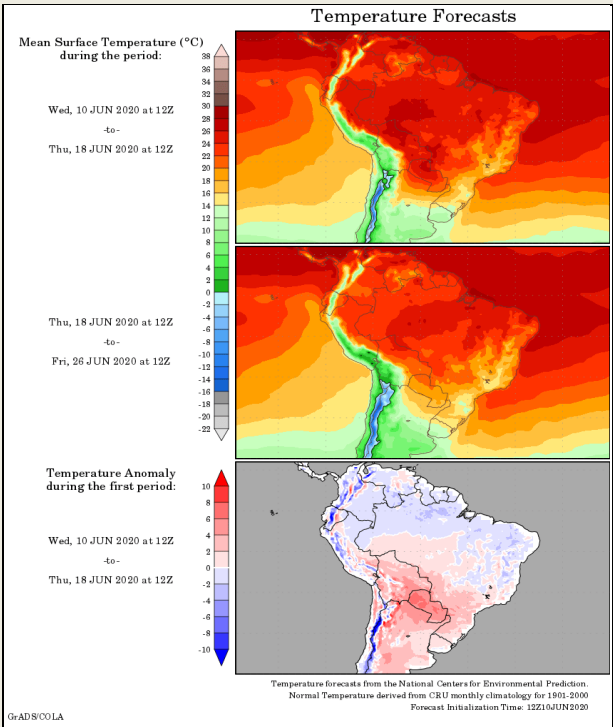 Temperature Forecasts
Mean Surface Temperature (°C)
during the period:
Wed, 10 JUN 2020 at 12Z
-to-
Thu, 18 JUN 2020 at 12Z
38
36
34
32
30
28
26
24
22
20
18
16
14
12
10
8
6
4
2
0
-2
-4
-6
-8
-10
-12
-14
-16
-18
-20
-22
Thu, 18 JUN 2020 at 12Z
-to-
Fri, 26 JUN 2020 at 12Z
Temperature Anomaly
during the first period:
Wed, 10 JUN 2020 at 12Z
-to-
Thu, 18 JUN 2020 at 12Z
10
8
6
4
2
0
-2
-4
-6
-8
-10
Temperature forecasts from the National Centers for Environmental Prediction.
Normal Temperature derived from CRU monthly climatology for 1901-2000
Forecast Initialization Time: 12Z10JUN2020
GrADS/COLA